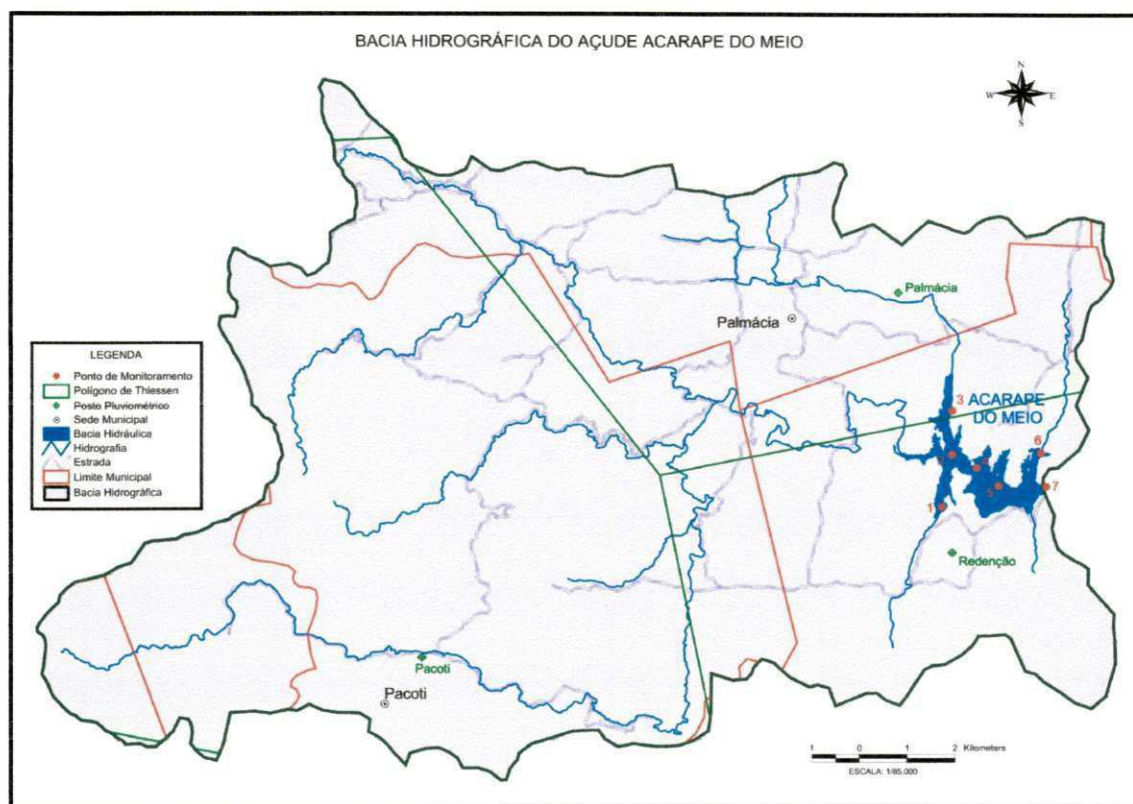 BACIA HIDROGRÁFICA DO AÇUDE ACARAPE DO MEIO
N
W
E
S
Palmácia
Palmácia
LEGENDA
Ponto de Monitoramento
Polígono de Thiessen
Posto Pluviométrico
Sede Municipal
Bacia Hidráulica
Hidrografia
Estrada
Limite Municipal
Bacia Hidrográfica
3
ACARAPE
DO MEIO
6
5
7
1
Redenção
Pacoti
Pacoti
1 0 1 2 Kilometers
ESCALA: 1/85.000